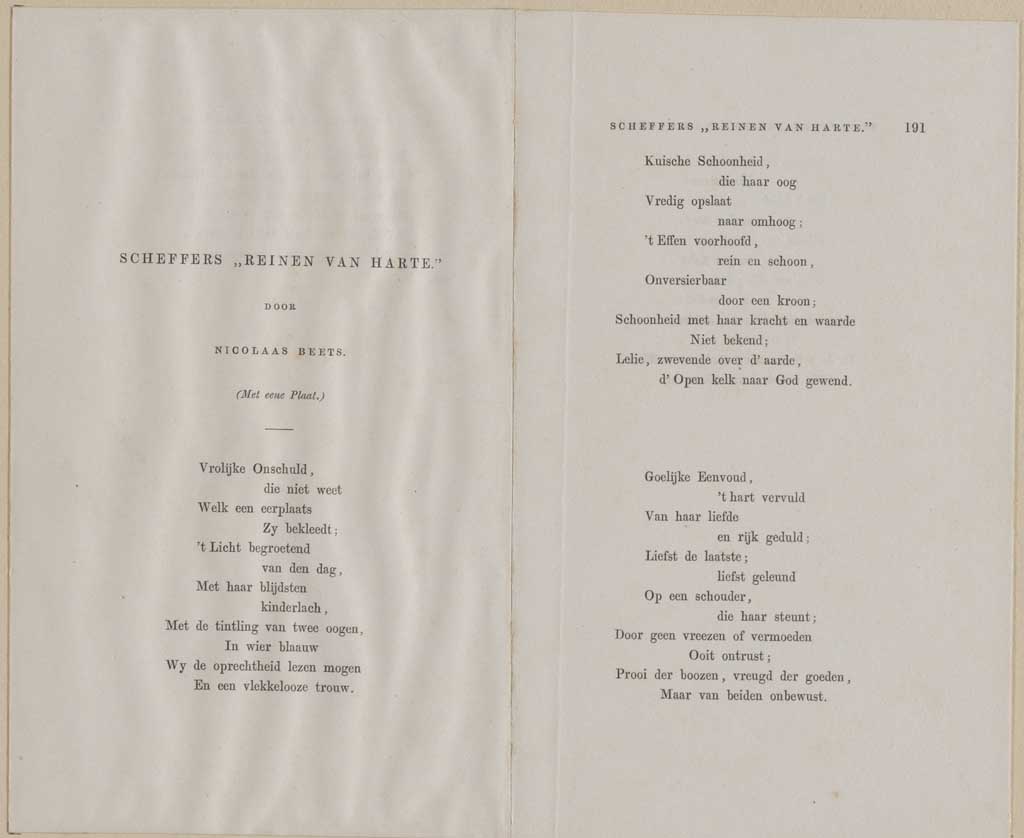 SCHEFFERS „REINEN VAN HARTE.”
DOOR
NICOLAAS BEETS.
(Met eene Plaat.)
Vrolijke Onschuld,
die niet weet
Welk een eerplaats
Zy bekleedt;
't Licht begroetend
van den dag,
Met haar blijdsten
kinderlach,
Met de tintling van twee oogen,
In wier blaauw
Wy de oprechtheid lezen mogen
En een vlekkelooze trouw.
SCHEFFERS „REINEN VAN HARTE.” 191
Kuische Schoonheid,
die haar oog
Vredig opslaat
naar omhoog;
't Effen voorhoofd,
rein en schoon,
Onversierbaar
door een kroon;
Schoonheid met haar kracht en waarde
Niet bekend;
Lelie, zwevende over d' aarde,
d' Open kelk naar God gewend.
Goelijke Eenvoud,
't hart vervuld
Van haar liefde
en rijk geduld;
Liefst de laatste;
liefst geleund
Op een schouder,
die haar steunt;
Door geen vreezen of vermoeden
Ooit ontrust;
Prooi der boozen, vreugd der goeden,
Maar van beiden onbewust.